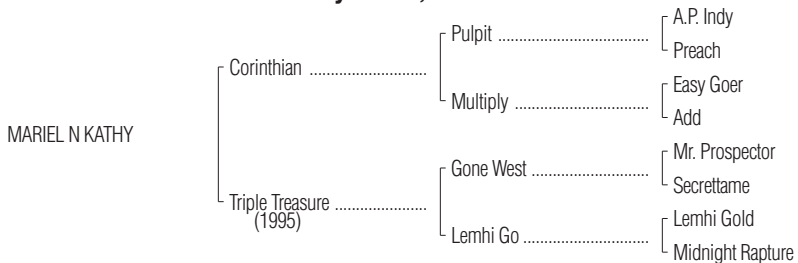 A.P. Indy
Pulpit ........................................
Preach
Corinthian ...............................
Easy Goer
Multiply ....................................
Add
MARIEL N KATHY
Mr. Prospector
Gone West ...............................
Secrettame
Triple Treasure ........................
(1995)
Lemhi Gold
Lemhi Go .................................
Midnight Rapture